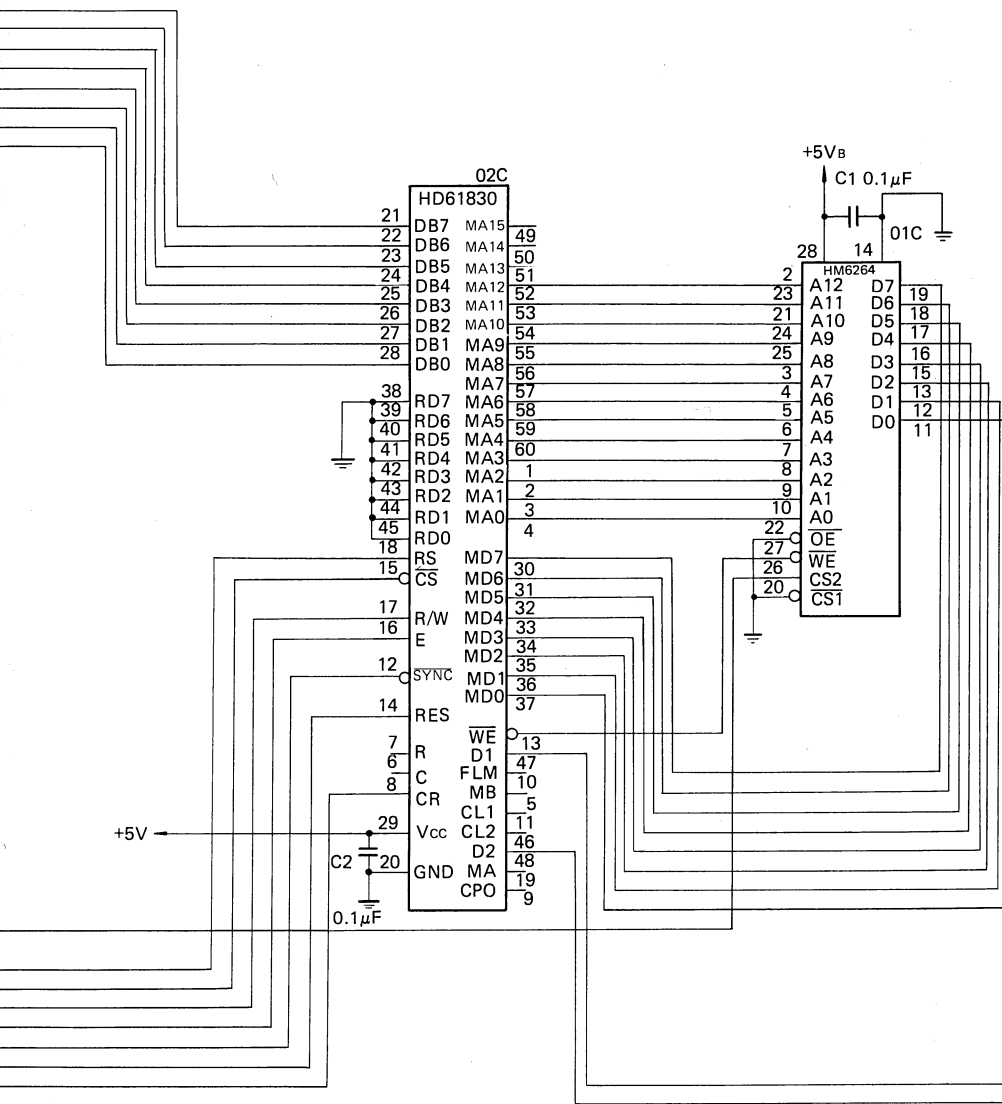 +5VB
C1 0.1μF
01C
28 14
HM6264
2 A12 D7 19
23 A11 D6 18
21 A10 D5 17
24 A9 D4 16
25 A8 D3 15
3 A7 D2 13
4 A6 D1 12
5 A5 D0 11
6 A4
7 A3
8 A2
9 A1
10 A0
22 OE
27 WE
26 CS2
20 CS1
02C
HD61830
21 DB7 MA15 49
22 DB6 MA14 50
23 DB5 MA13 51
24 DB4 MA12 52
25 DB3 MA11 53
26 DB2 MA10 54
27 DB1 MA9 55
28 DB0 MA8 56
MA7 57
38 RD7 MA6 58
39 RD6 MA5 59
40 RD5 MA4 60
41 RD4 MA3 1
42 RD3 MA2 2
43 RD2 MA1 3
44 RD1 MA0 4
45 RD0
18 RS MD7 30
15 CS MD6 31
MD5 32
17 R/W MD4 33
16 E MD3 34
MD2 35
12 SYNC MD1 36
MD0 37
14 RES
WE 13
7 R D1 47
6 C FLM 10
8 CR MB 5
CL1 11
+5V 29 Vcc CL2 46
D2 48
C2 20 GND MA 19
CPO 9
0.1μF